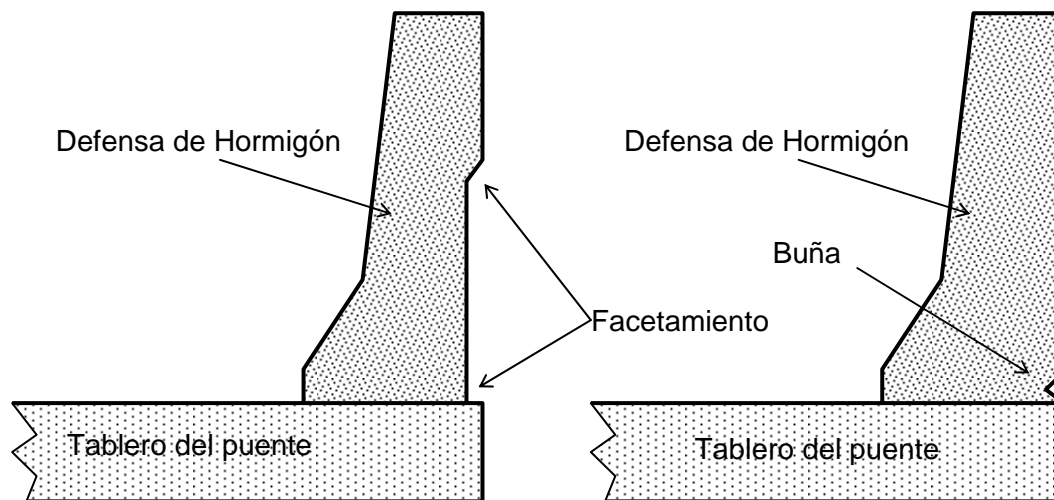 Defensa de Hormigón
Defensa de Hormigón
Buña
Facetamiento
Tablero del puente
Tablero del puente